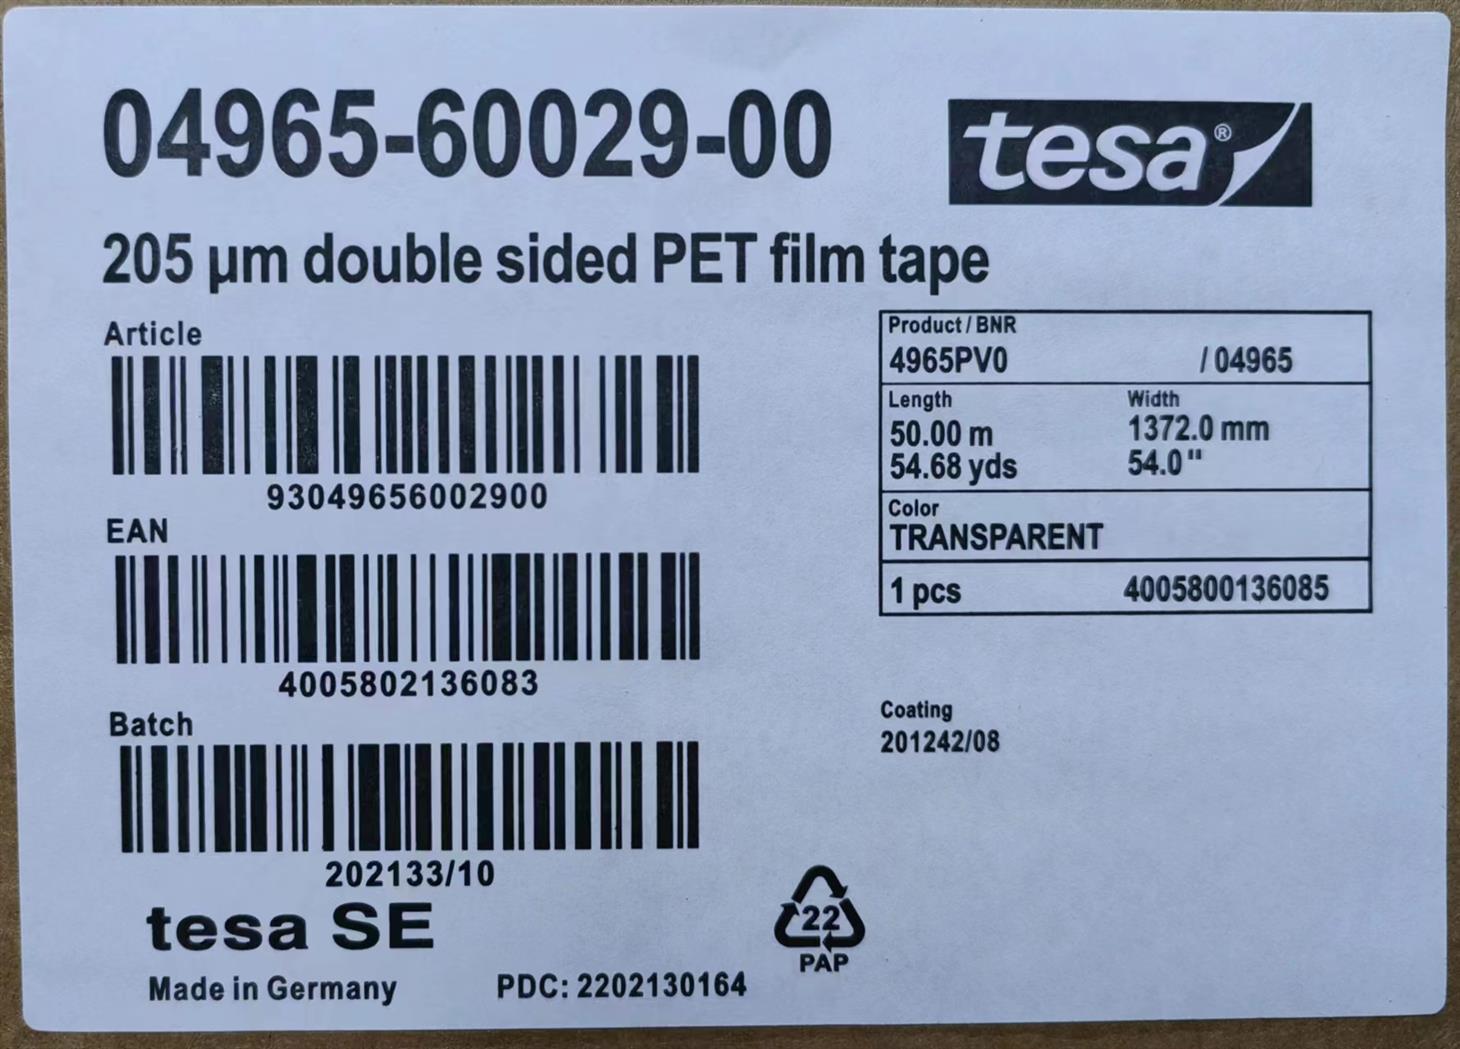 04965-60029-00
tesa®
205 µm double sided PET film tape
Article
93049656002900
EAN
4005802136083
Batch
202133/10
tesa SE
Made in Germany
PDC: 2202130164
Product / BNR
4965PV0 / 04965
Length Width
50.00 m 1372.0 mm
54.68 yds 54.0"
Color
TRANSPARENT
1 pcs 4005800136085
Coating
201242/08
22
PAP